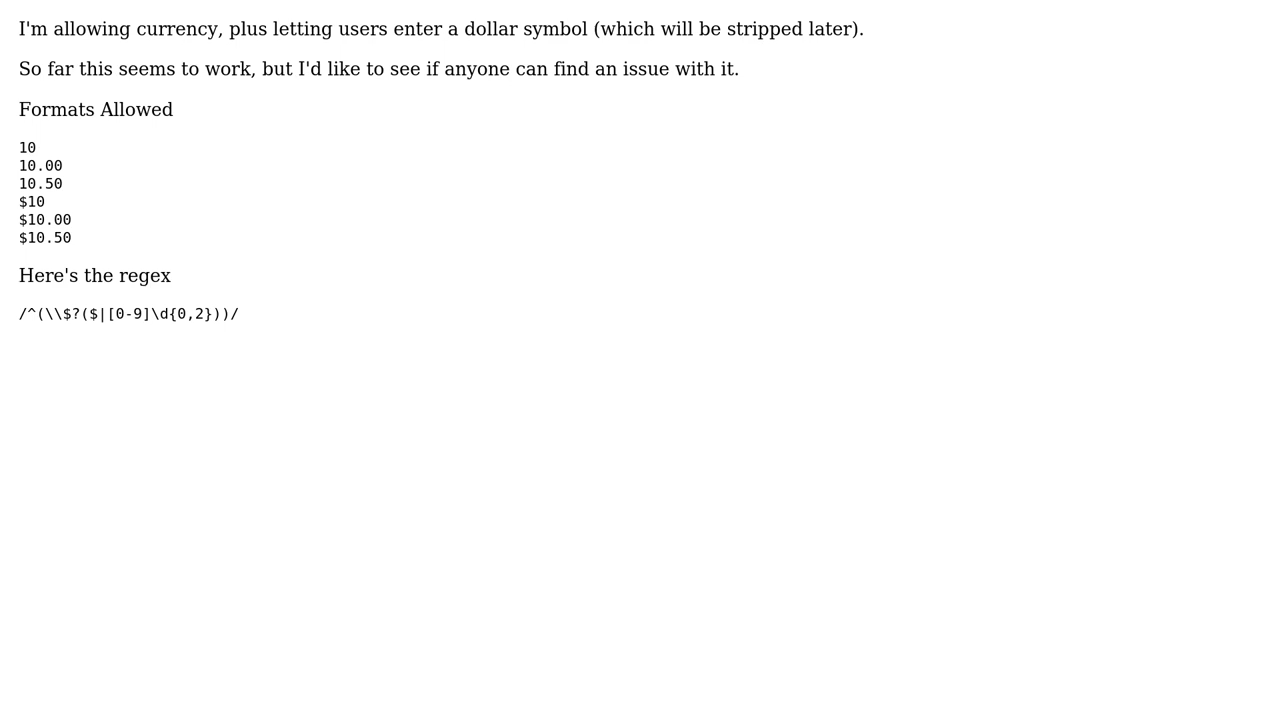 I'm allowing currency, plus letting users enter a dollar symbol (which will be stripped later).
So far this seems to work, but I'd like to see if anyone can find an issue with it.
Formats Allowed
10
10.00
10.50
$10
$10.00
$10.50
Here's the regex
/^(\\$?($|[0-9]\d{0,2}))/